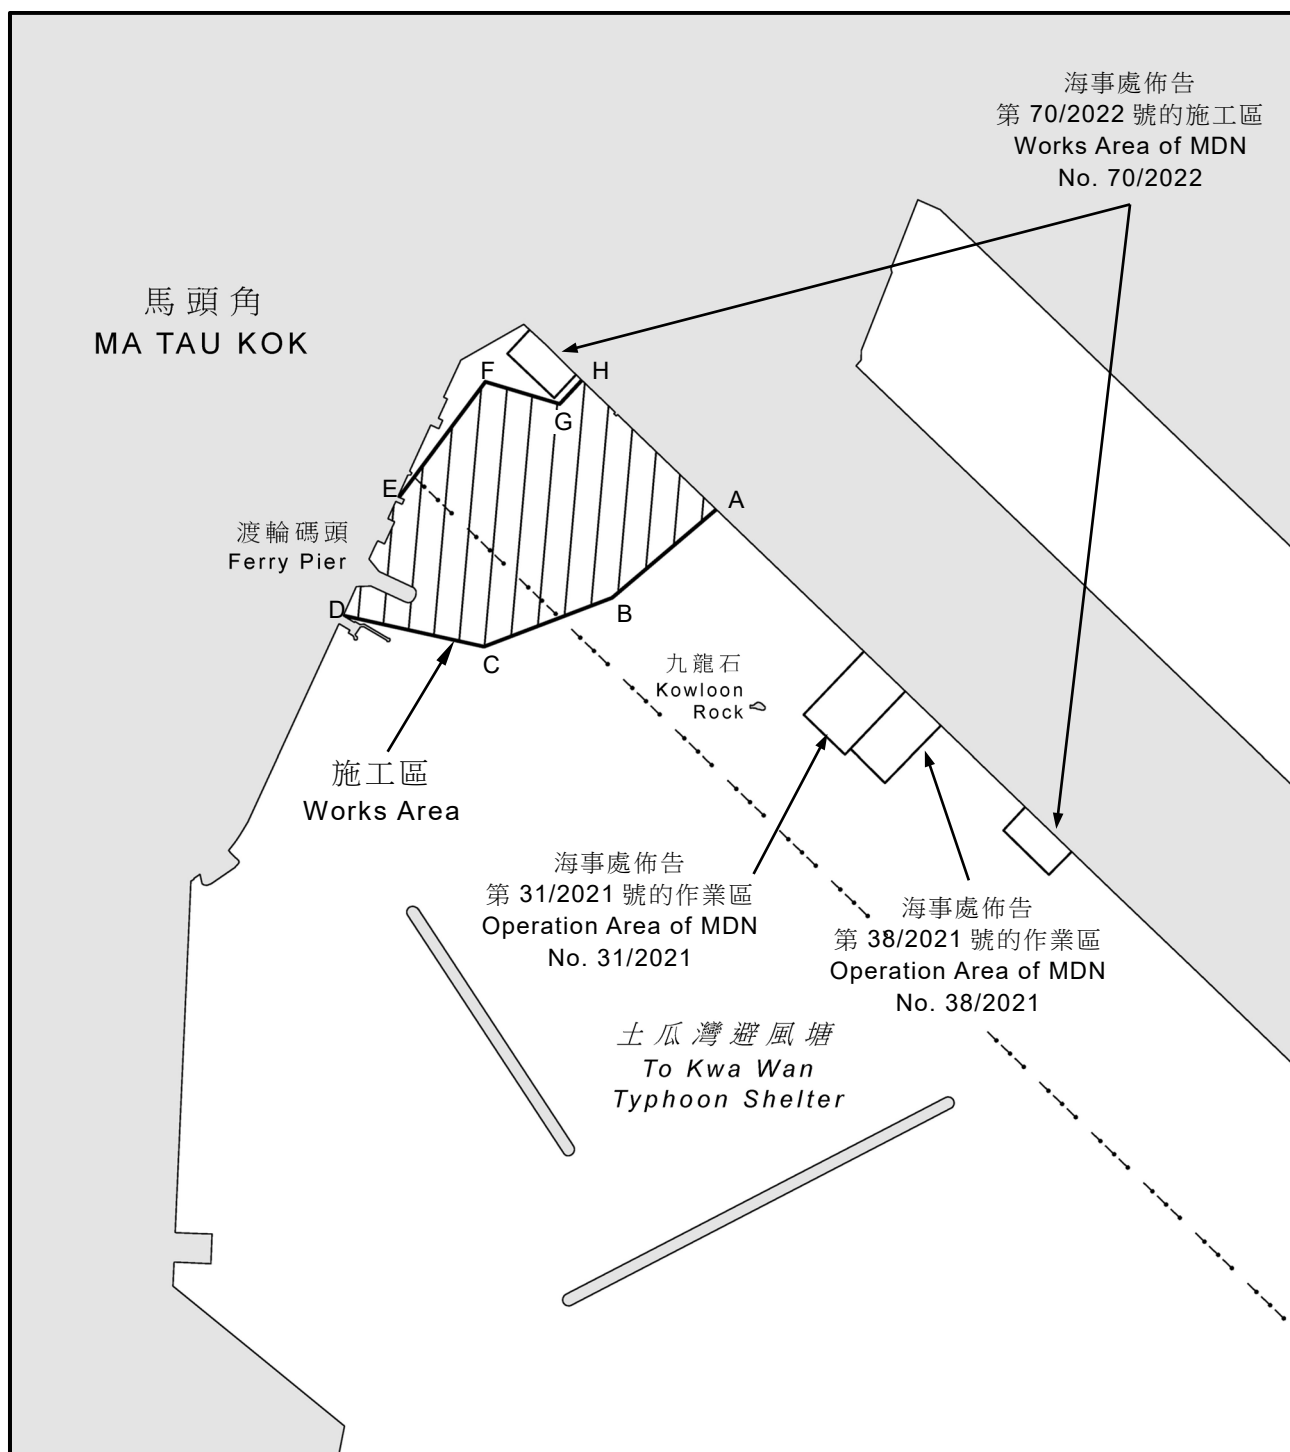 海事處佈告
第 70/2022 號的施工區
Works Area of MDN
No. 70/2022
馬頭角
MA TAU KOK
F
H
G
E
A
渡輪碼頭
Ferry Pier
D
B
C
九龍石
Kowloon
Rock
施工區
Works Area
海事處佈告
第 31/2021 號的作業區
Operation Area of MDN
No. 31/2021
海事處佈告
第 38/2021 號的作業區
Operation Area of MDN
No. 38/2021
土瓜灣避風塘
To Kwa Wan
Typhoon Shelter